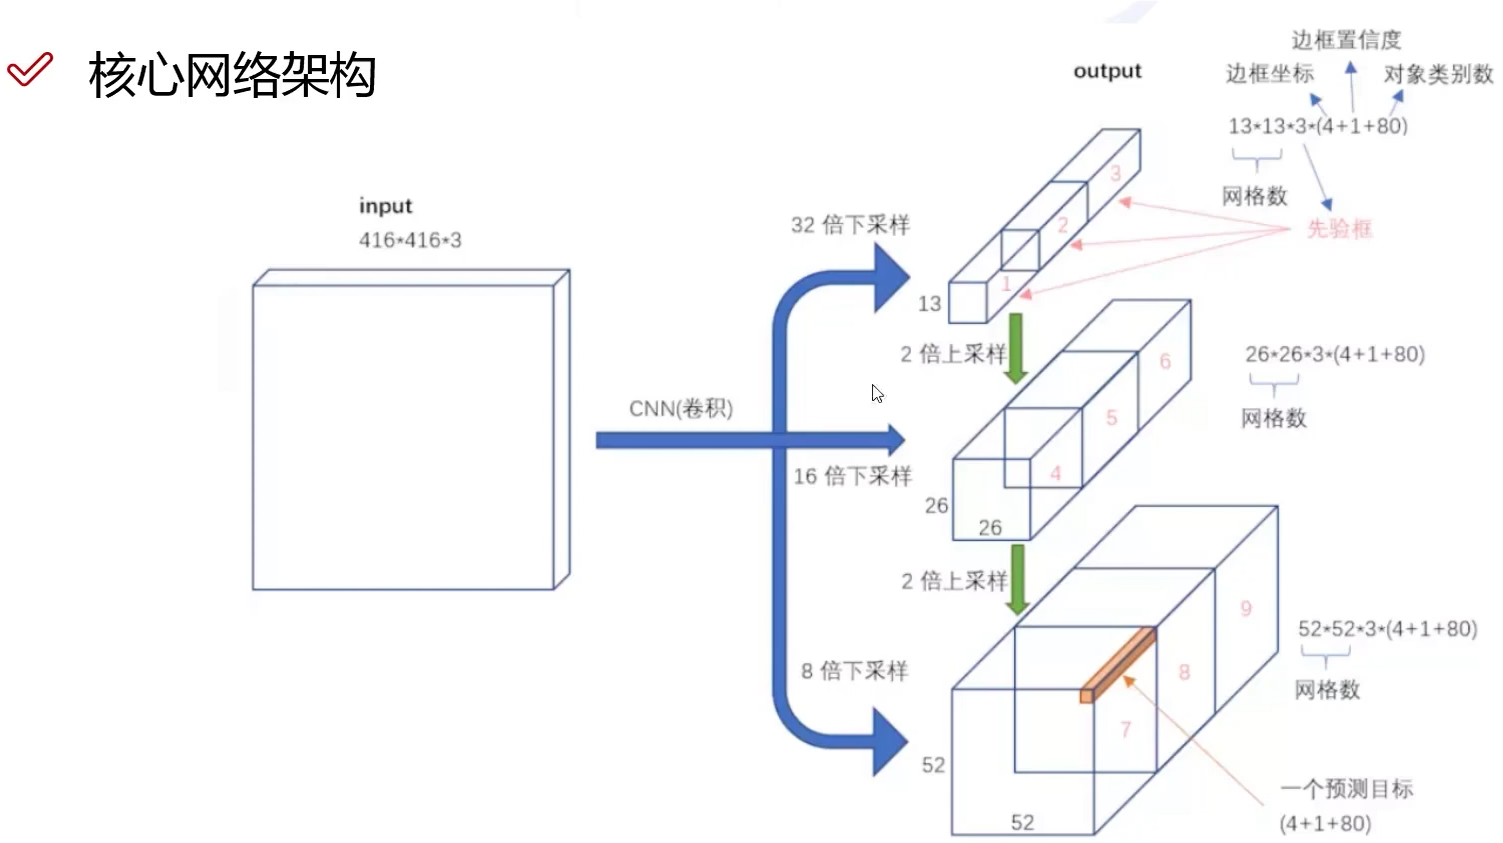 核心网络架构
input
416*416*3
CNN(卷积)
32 倍下采样
16 倍下采样
8 倍下采样
output
边框置信度
边框坐标
对象类别数
13*13*3*(4+1+80)
网格数
先验框
3
2
1
13
2 倍上采样
6
5
4
26
26
26*26*3*(4+1+80)
网格数
2 倍上采样
9
8
7
52
52
52*52*3*(4+1+80)
网格数
一个预测目标
(4+1+80)